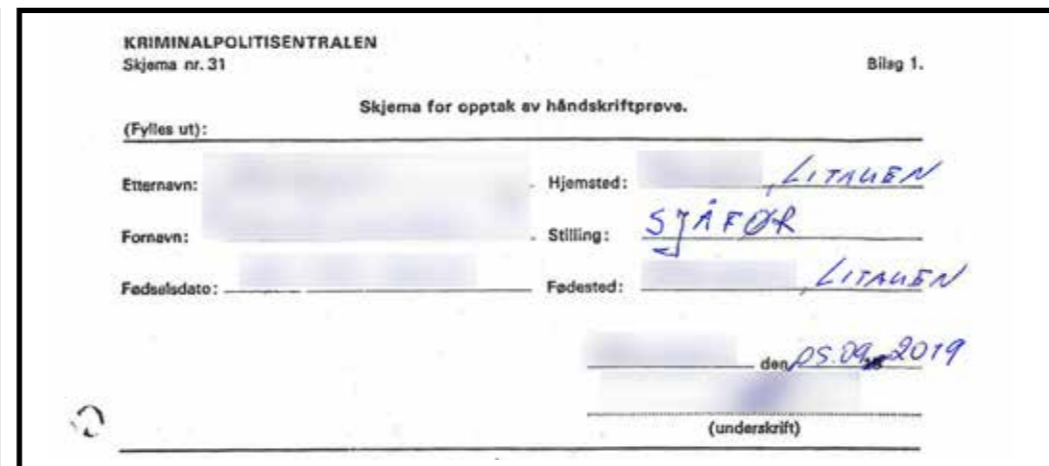 KRIMINALPOLITISENTRALEN
Skjema nr. 31
Bilag 1.
Skjema for opptak av håndskriftprøve.
(Fylles ut):
Etternavn:
Hjemsted: , LITAUEN
Fornavn:
Stilling: SJÅFØR
Fødselsdato:
Fødested: , LITAUEN
den 05.09 2019
(underskrift)